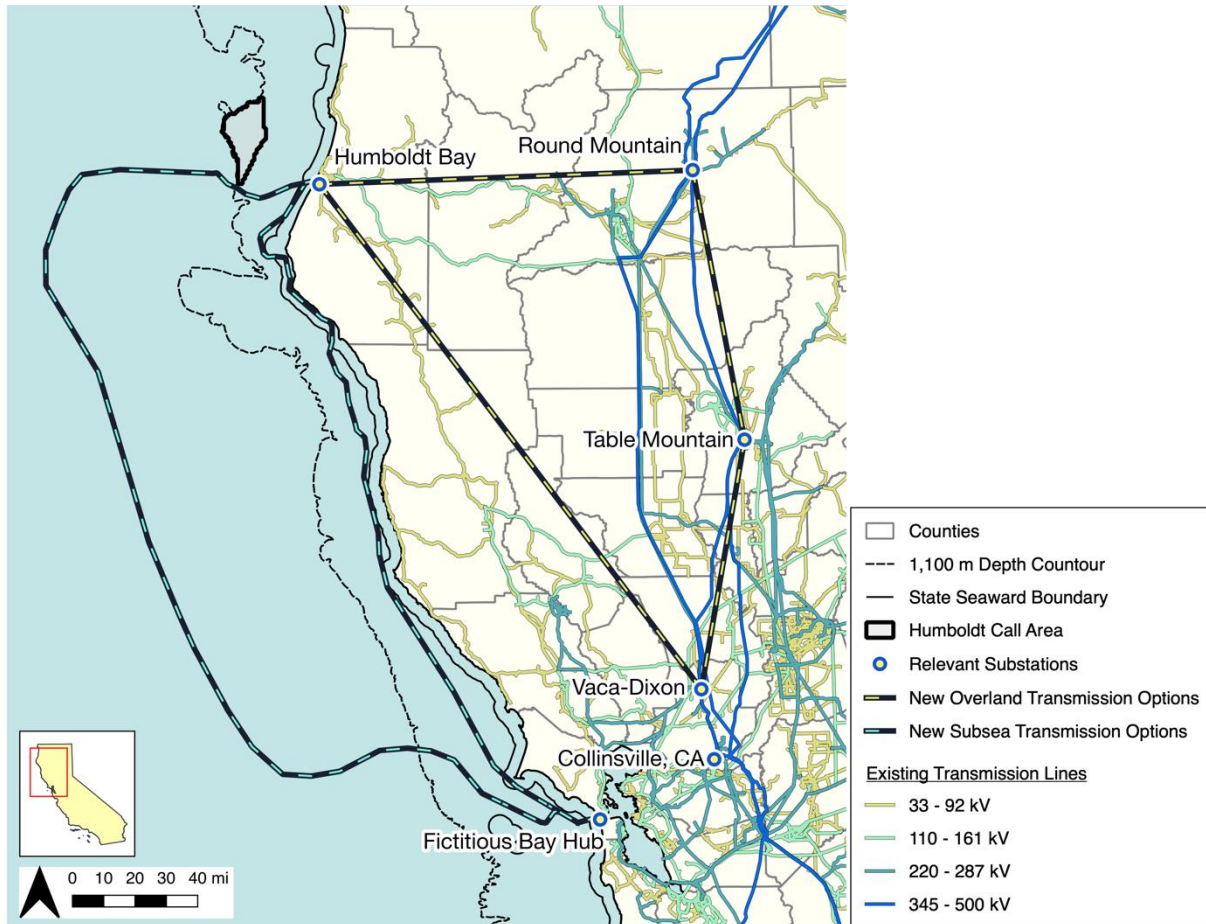 Humboldt Bay
Round Mountain
Table Mountain
Vaca-Dixon
Collinsville, CA
Fictitious Bay Hub
0 10 20 30 40 mi
Counties
1,100 m Depth Countour
State Seaward Boundary
Humboldt Call Area
Relevant Substations
New Overland Transmission Options
New Subsea Transmission Options
Existing Transmission Lines
33 - 92 kV
110 - 161 kV
220 - 287 kV
345 - 500 kV